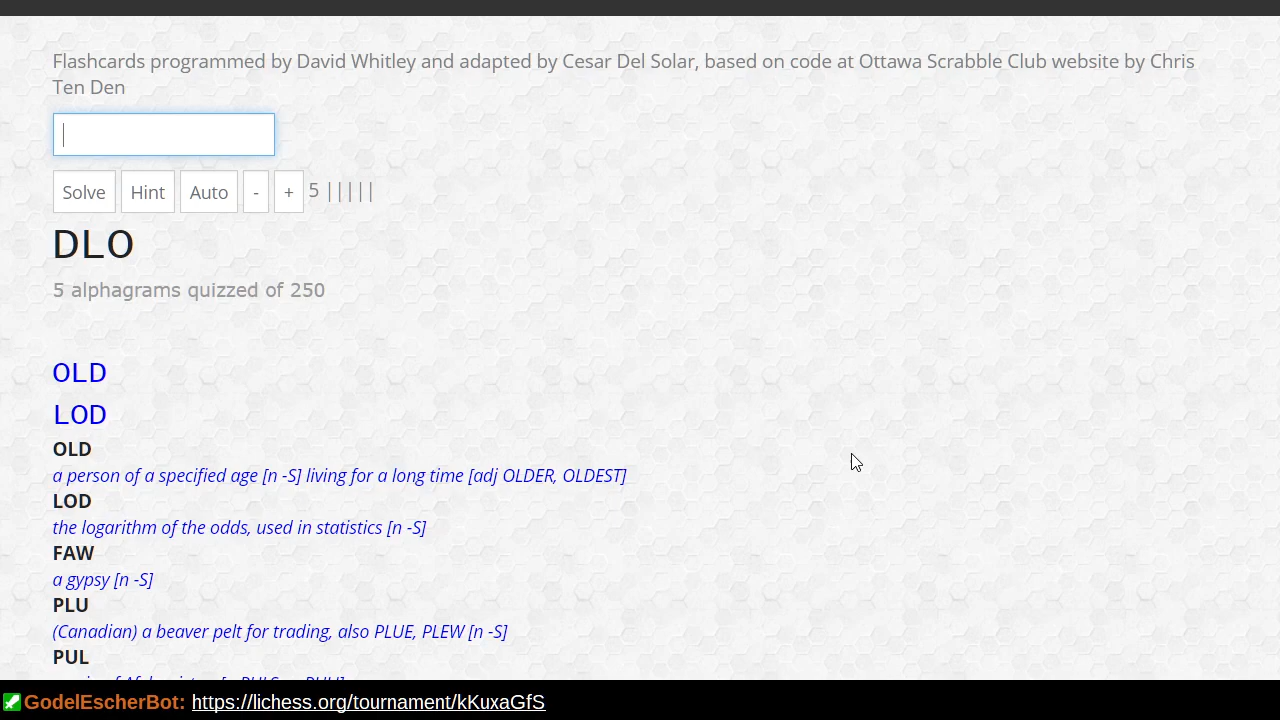 Flashcards programmed by David Whitley and adapted by Cesar Del Solar, based on code at Ottawa Scrabble Club website by Chris
Ten Den
Solve Hint Auto - + 5 |||||
DLO
5 alphagrams quizzed of 250
OLD
LOD
OLD
a person of a specified age [n -S] living for a long time [adj OLDER, OLDEST]
LOD
the logarithm of the odds, used in statistics [n -S]
FAW
a gypsy [n -S]
PLU
(Canadian) a beaver pelt for trading, also PLUE, PLEW [n -S]
PUL
GodelEscherBot: https://lichess.org/tournament/kKuxaGfS